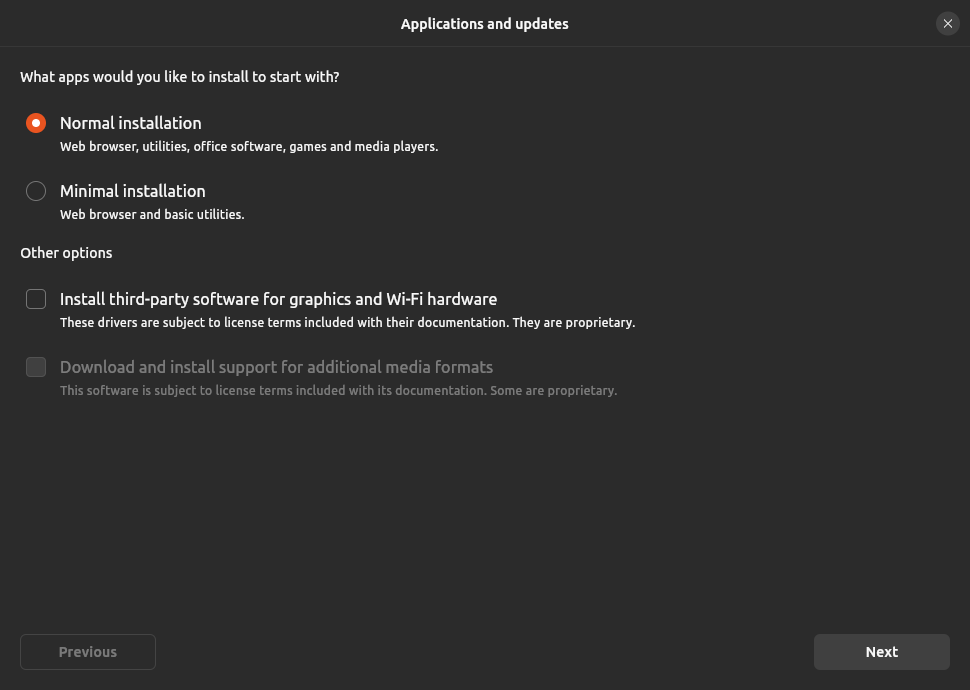 Applications and updates
What apps would you like to install to start with?
Normal installation
Web browser, utilities, office software, games and media players.
Minimal installation
Web browser and basic utilities.
Other options
Install third-party software for graphics and Wi-Fi hardware
These drivers are subject to license terms included with their documentation. They are proprietary.
Download and install support for additional media formats
This software is subject to license terms included with its documentation. Some are proprietary.
Previous
Next